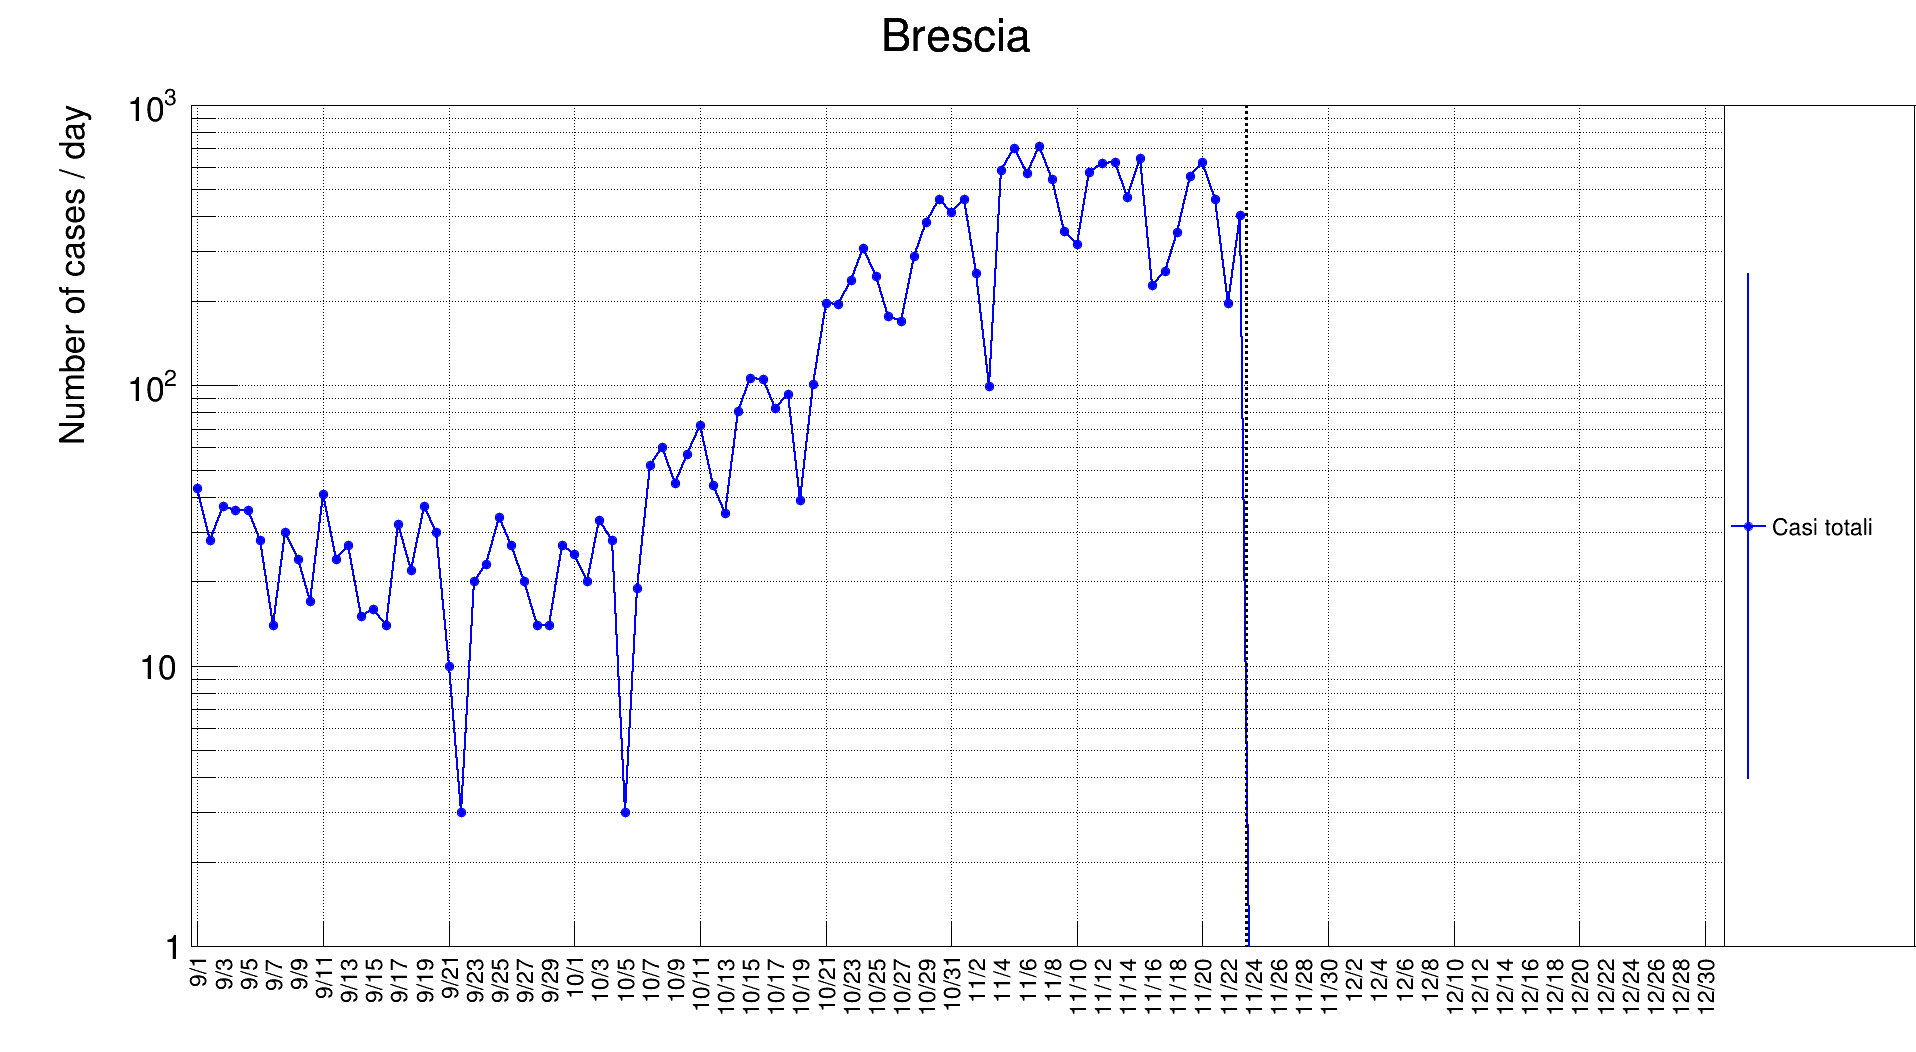 Brescia
Number of cases / day
10³
10²
10
1
9/1 9/3 9/5 9/7 9/9 9/11 9/13 9/15 9/17 9/19 9/21 9/23 9/25 9/27 9/29 10/1 10/3 10/5 10/7 10/9 10/11 10/13 10/15 10/17 10/19 10/21 10/23 10/25 10/27 10/29 10/31 11/2 11/4 11/6 11/8 11/10 11/12 11/14 11/16 11/18 11/20 11/22 11/24 11/26 11/28 11/30 12/2 12/4 12/6 12/8 12/10 12/12 12/14 12/16 12/18 12/20 12/22 12/24 12/26 12/28 12/30
Casi totali